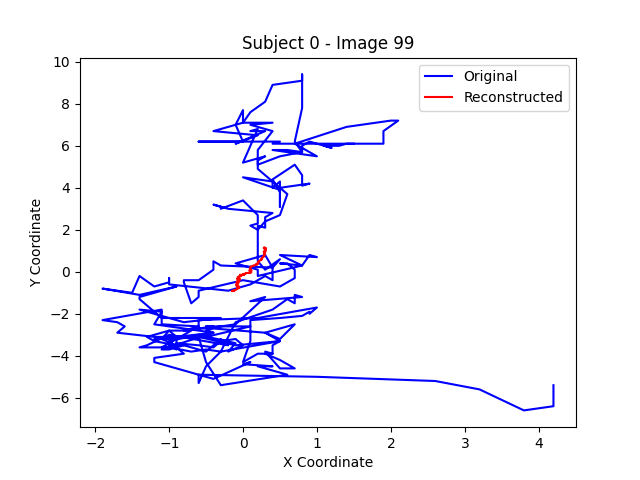 Subject 0 - Image 99
Original
Reconstructed
Y Coordinate
10
8
6
4
2
0
−2
−4
−6
−2 −1 0 1 2 3 4
X Coordinate